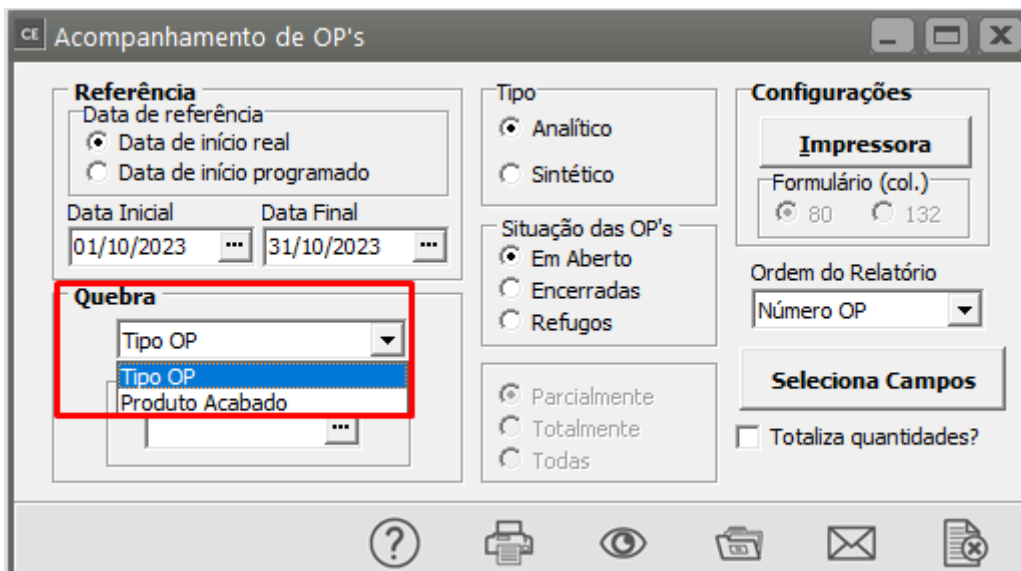 CE Acompanhamento de OP's
Referência
Data de referência
Data de início real
Data de início programado
Data Inicial Data Final
01/10/2023 ... 31/10/2023 ...
Quebra
Tipo OP
Tipo OP
Produto Acabado
...
Tipo
Analítico
Sintético
Situação das OP's
Em Aberto
Encerradas
Refugos
Parcialmente
Totalmente
Todas
Configurações
Impressora
Formulário (col.)
80 132
Ordem do Relatório
Número OP
Seleciona Campos
Totaliza quantidades?
?